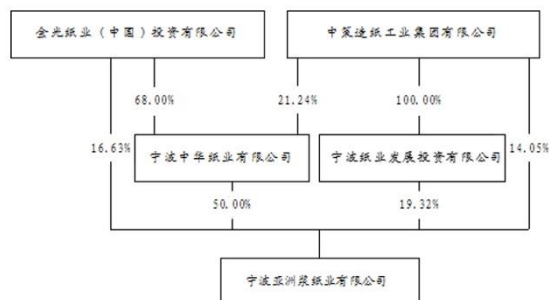 金光纸业（中国）投资有限公司
中策造纸工业集团有限公司
68.00%
21.24%
100.00%
16.63%
宁波中华纸业有限公司
宁波纸业发展投资有限公司
14.05%
50.00%
19.32%
宁波亚洲浆纸业有限公司